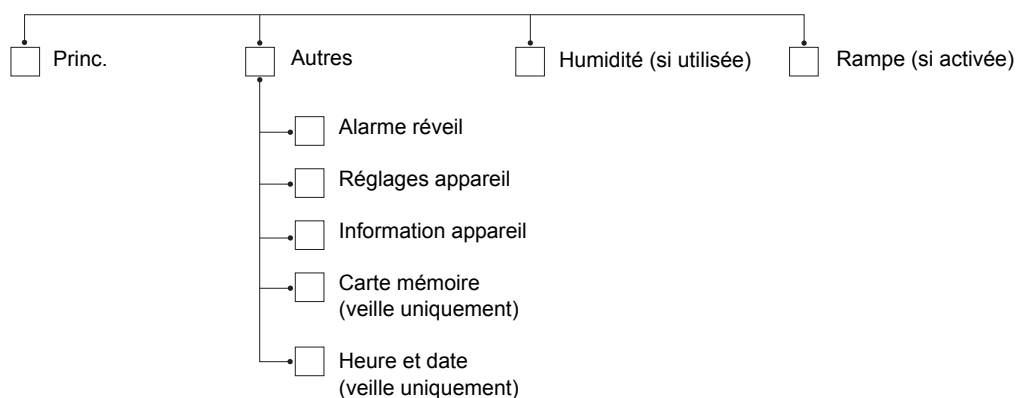 Princ.
Autres
Humidité (si utilisée)
Rampe (si activée)
Alarme réveil
Réglages appareil
Information appareil
Carte mémoire
(veille uniquement)
Heure et date
(veille uniquement)